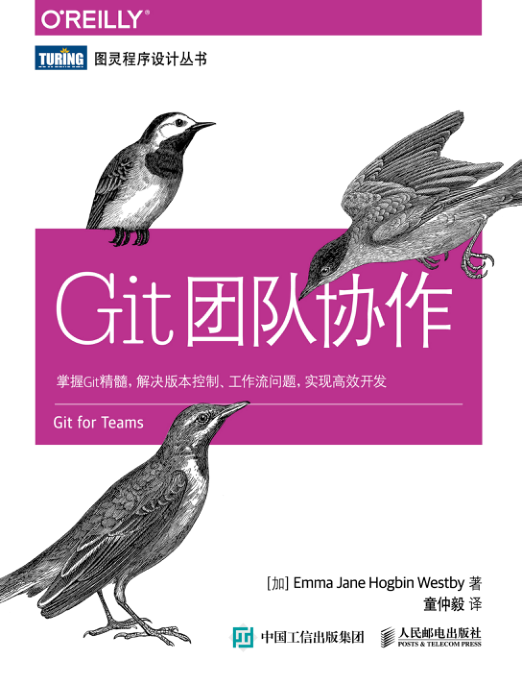 O'REILLY®
TURING 图灵程序设计丛书
Git 团队协作
掌握Git精髓，解决版本控制、工作流问题，实现高效开发
Git for Teams
[加] Emma Jane Hogbin Westby 著
童仲毅 译
中国工信出版集团 人民邮电出版社
POSTS & TELECOM PRESS